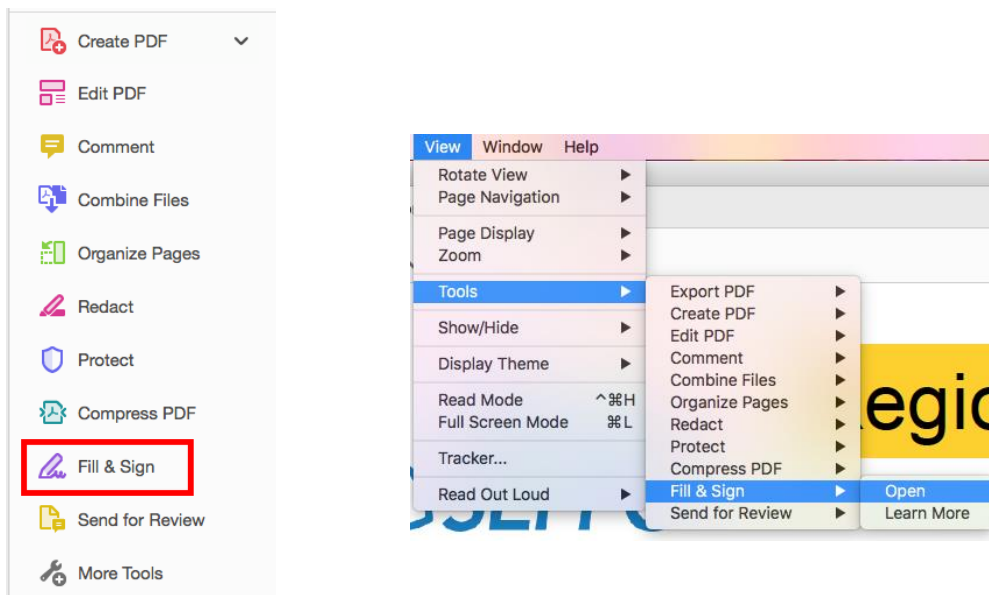 Create PDF
Edit PDF
Comment
Combine Files
Organize Pages
Redact
Protect
Compress PDF
Fill & Sign
Send for Review
More Tools
View Window Help
Rotate View
Page Navigation
Page Display
Zoom
Tools
Show/Hide
Display Theme
Read Mode ^⌘H
Full Screen Mode ⌘L
Tracker...
Read Out Loud
Export PDF
Create PDF
Edit PDF
Comment
Combine Files
Organize Pages
Redact
Protect
Compress PDF
Fill & Sign
Send for Review
Open
Learn More
egic